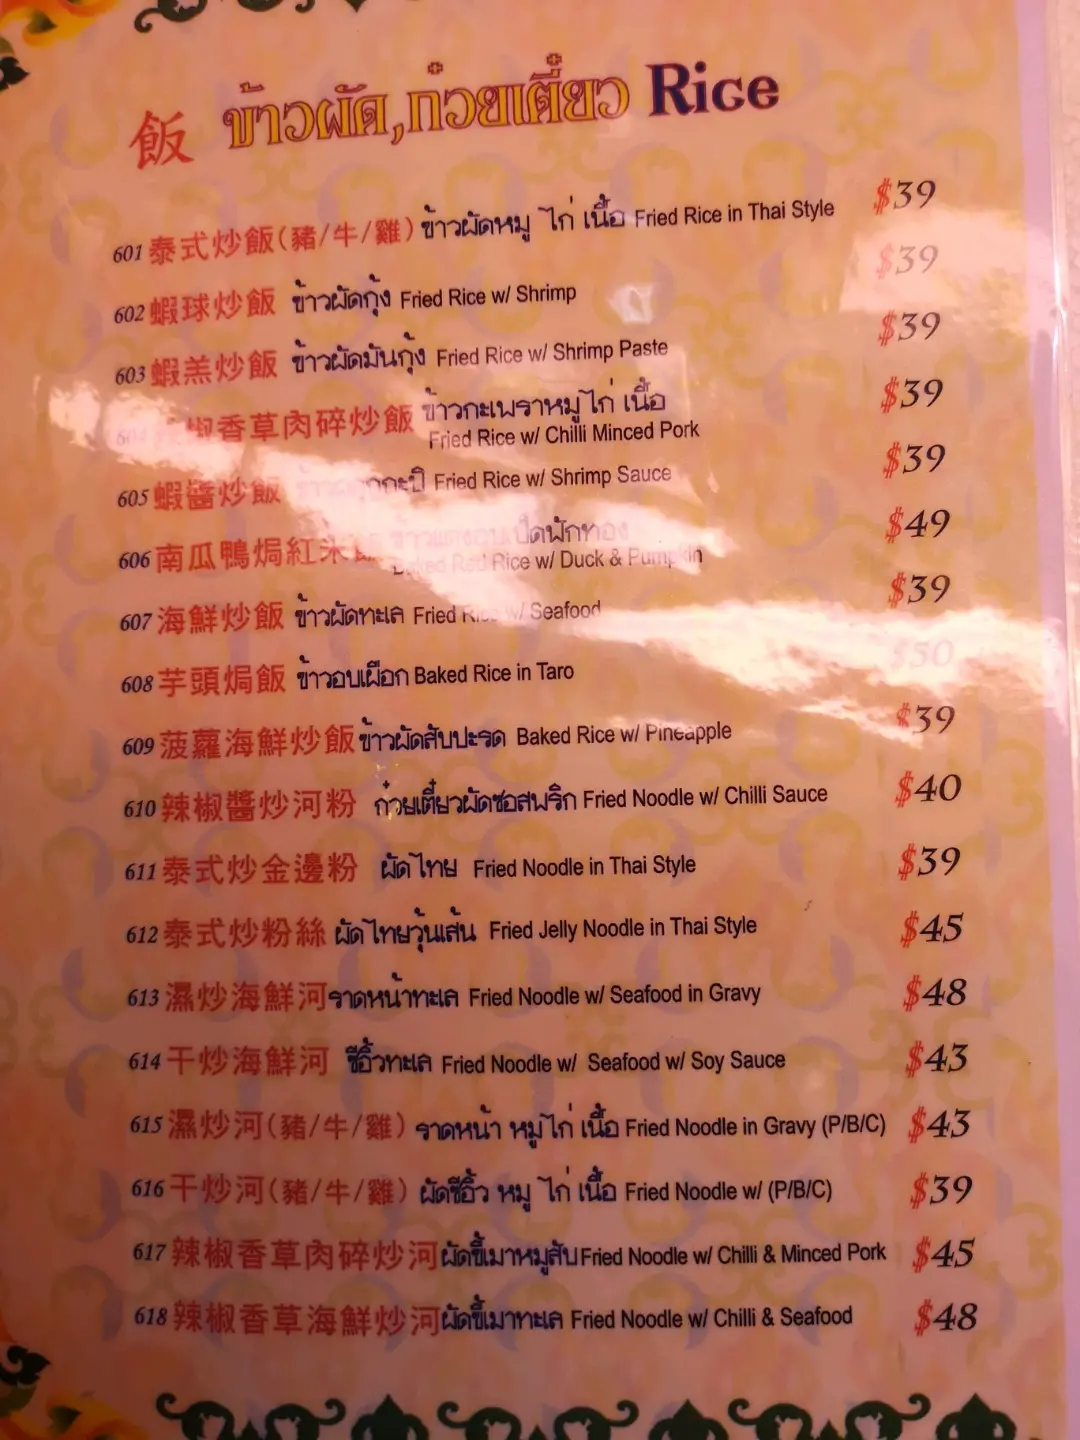 飯 ข้าวผัด,ก๋วยเตี๋ยว Rice
601 泰式炒飯(豬/牛/雞) ข้าวผัดหมู ไก่ เนื้อ Fried Rice in Thai Style $39
602 蝦球炒飯 ข้าวผัดกุ้ง Fried Rice w/ Shrimp $39
603 蝦羔炒飯 ข้าวผัดมันกุ้ง Fried Rice w/ Shrimp Paste $39
椒香草肉碎炒飯 ข้าวกะเพราหมูไก่ เนื้อ $39
Fried Rice w/ Chilli Minced Pork
605 蝦醬炒飯 Fried Rice w/ Shrimp Sauce $39
606 南瓜鴨焗紅米飯 เป็ดฟักทอง $49
Baked Red Rice w/ Duck & Pumpkin
607 海鮮炒飯 ข้าวผัดทะเล Fried Rice w/ Seafood $39
608 芋頭焗飯 ข้าวอบเผือก Baked Rice in Taro $50
609 菠蘿海鮮炒飯 ข้าวผัดสับปะรด Baked Rice w/ Pineapple $39
610 辣椒醬炒河粉 ก๋วยเตี๋ยวผัดซอสพริก Fried Noodle w/ Chilli Sauce $40
611 泰式炒金邊粉 ผัดไทย Fried Noodle in Thai Style $39
612 泰式炒粉絲 ผัดไทยวุ้นเส้น Fried Jelly Noodle in Thai Style $45
613 濕炒海鮮河 ราดหน้าทะเล Fried Noodle w/ Seafood in Gravy $48
614 干炒海鮮河 ซีอิ้วทะเล Fried Noodle w/ Seafood w/ Soy Sauce $43
615 濕炒河(豬/牛/雞) ราดหน้า หมูไก่ เนื้อ Fried Noodle in Gravy (P/B/C) $43
616 干炒河(豬/牛/雞) ผัดซีอิ้ว หมู ไก่ เนื้อ Fried Noodle w/ (P/B/C) $39
617 辣椒香草肉碎炒河 ผัดขี้เมาหมูสับ Fried Noodle w/ Chilli & Minced Pork $45
618 辣椒香草海鮮炒河 ผัดขี้เมาทะเล Fried Noodle w/ Chilli & Seafood $48